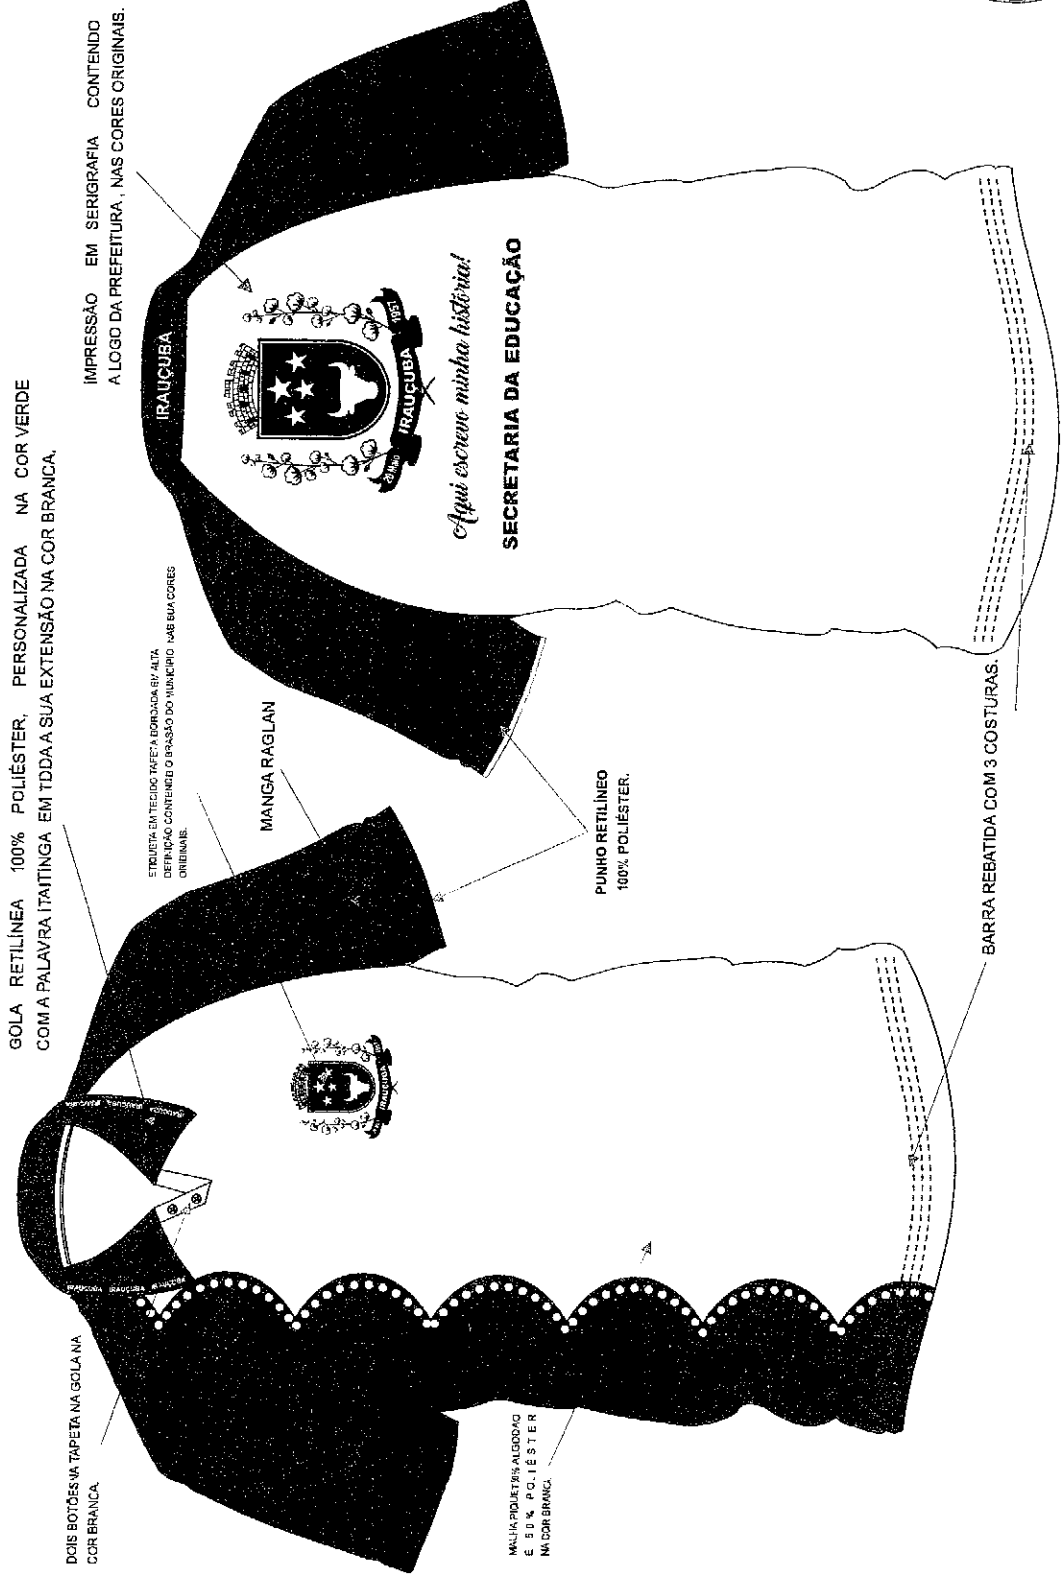 GOLA RETILÍNEA 100% POLIÉSTER, PERSONALIZADA NA COR VERDE
COM A PALAVRA ITAITINGA EM TODA A SUA EXTENSÃO NA COR BRANCA,
IMPRESSÃO EM SERIGRAFIA CONTENDO
A LOGO DA PREFEITURA, NAS CORES ORIGINAIS.
DOIS BOTÕES NA TAPETA NA GOLA NA
COR BRANCA.
ETIQUETA EM TECIDO TAFETA BORDADA EM ALTA
DEFINIÇÃO CONTENDO O BRASÃO DO MUNICÍPIO NAS SUA CORES
ORIGINAIS.
MANGA RAGLAN
IRAUÇUBA
IRAUÇUBA
1957
Aqui escrevo minha história!
SECRETARIA DA EDUCAÇÃO
IRAUÇUBA
PUNHO RETILÍNEO
100% POLIÉSTER.
MALHA PIQUET 50% ALGODÃO
E 50% POLIÉSTER
NA COR BRANCA.
BARRA REBATIDA COM 3 COSTURAS.